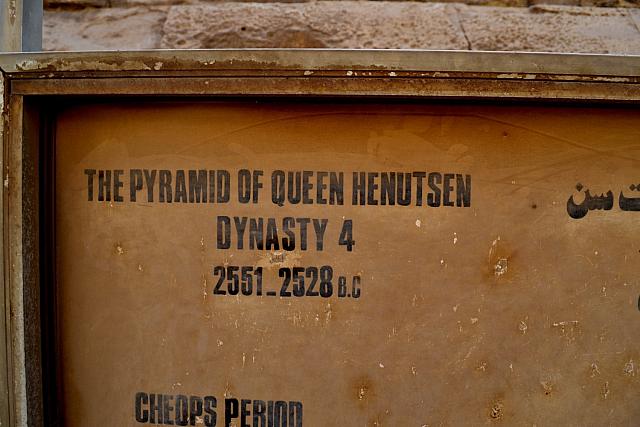 THE PYRAMID OF QUEEN HENUTSEN
DYNASTY 4
2551_2528 B.C
CHEOPS PERIOD